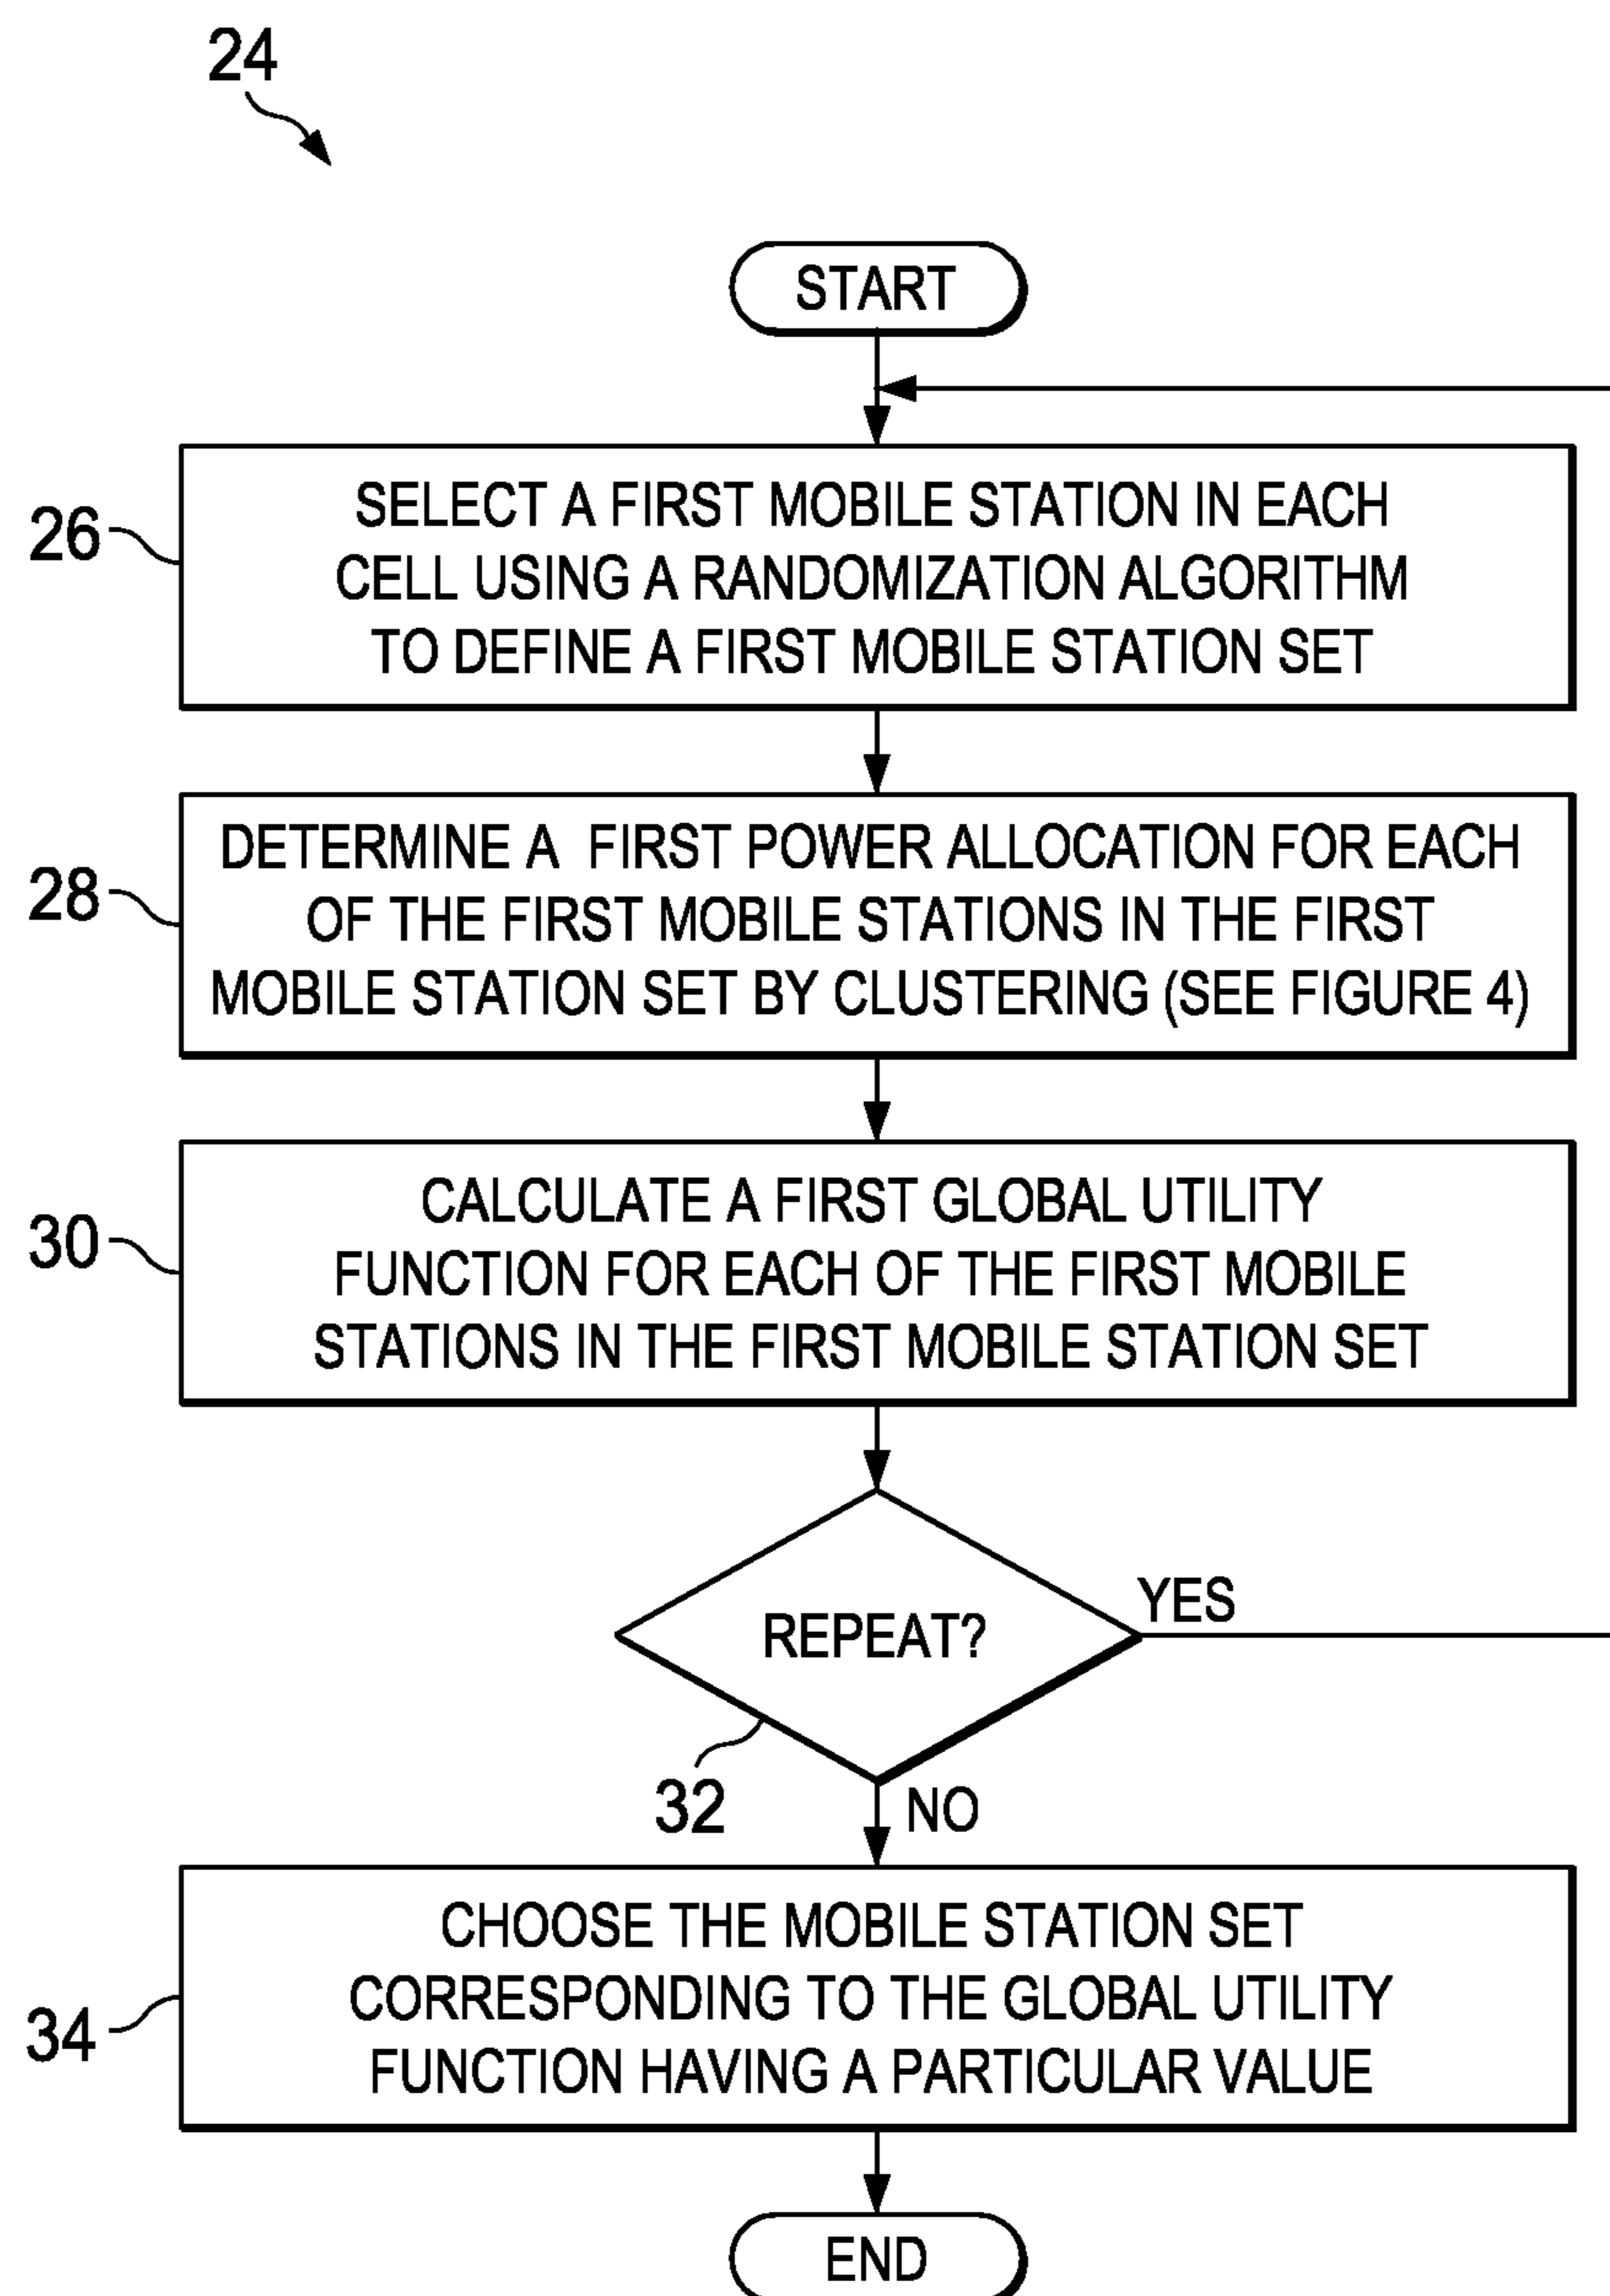 24
START
26
SELECT A FIRST MOBILE STATION IN EACH
CELL USING A RANDOMIZATION ALGORITHM
TO DEFINE A FIRST MOBILE STATION SET
28
DETERMINE A FIRST POWER ALLOCATION FOR EACH
OF THE FIRST MOBILE STATIONS IN THE FIRST
MOBILE STATION SET BY CLUSTERING (SEE FIGURE 4)
30
CALCULATE A FIRST GLOBAL UTILITY
FUNCTION FOR EACH OF THE FIRST MOBILE
STATIONS IN THE FIRST MOBILE STATION SET
REPEAT?
YES
32
NO
34
CHOOSE THE MOBILE STATION SET
CORRESPONDING TO THE GLOBAL UTILITY
FUNCTION HAVING A PARTICULAR VALUE
END